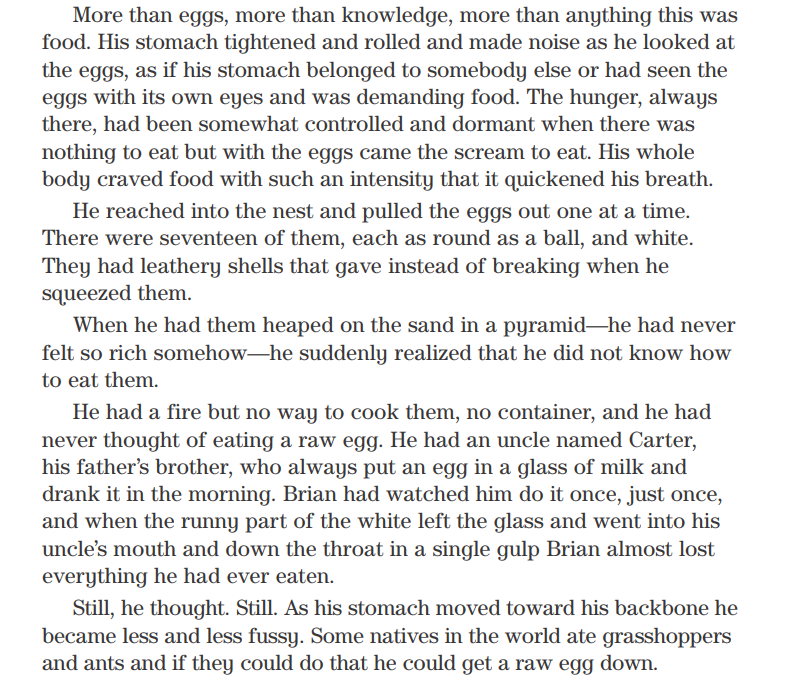 More than eggs, more than knowledge, more than anything this was
food. His stomach tightened and rolled and made noise as he looked at
the eggs, as if his stomach belonged to somebody else or had seen the
eggs with its own eyes and was demanding food. The hunger, always
there, had been somewhat controlled and dormant when there was
nothing to eat but with the eggs came the scream to eat. His whole
body craved food with such an intensity that it quickened his breath.
He reached into the nest and pulled the eggs out one at a time.
There were seventeen of them, each as round as a ball, and white.
They had leathery shells that gave instead of breaking when he
squeezed them.
When he had them heaped on the sand in a pyramid—he had never
felt so rich somehow—he suddenly realized that he did not know how
to eat them.
He had a fire but no way to cook them, no container, and he had
never thought of eating a raw egg. He had an uncle named Carter,
his father’s brother, who always put an egg in a glass of milk and
drank it in the morning. Brian had watched him do it once, just once,
and when the runny part of the white left the glass and went into his
uncle’s mouth and down the throat in a single gulp Brian almost lost
everything he had ever eaten.
Still, he thought. Still. As his stomach moved toward his backbone he
became less and less fussy. Some natives in the world ate grasshoppers
and ants and if they could do that he could get a raw egg down.